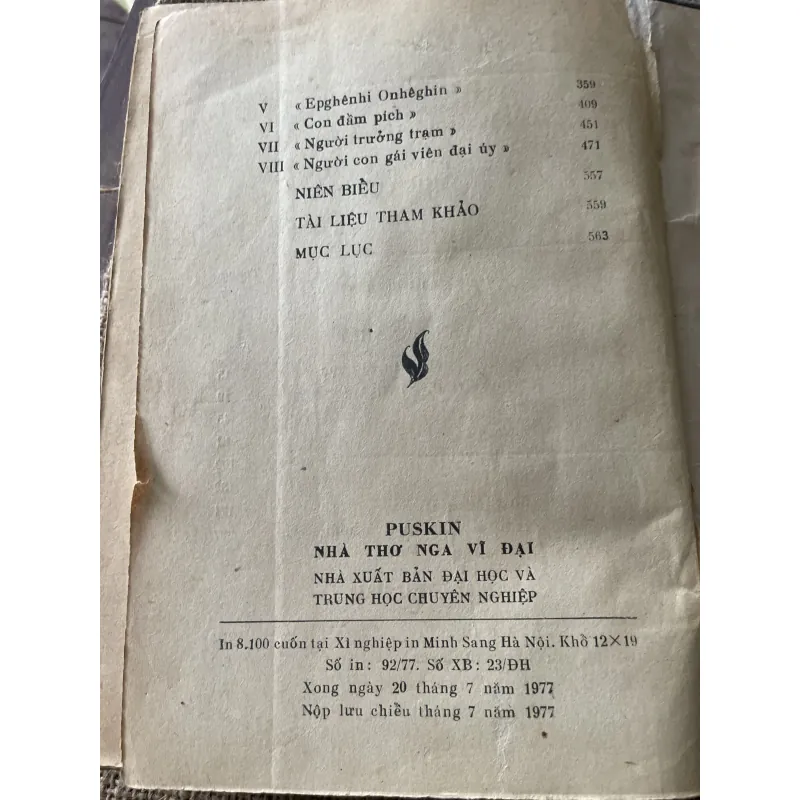 V « Epghênhi Onhêghin » 359
VI « Con đầm pích » 409
VII « Người trưởng trạm » 451
VIII « Người con gái viên đại úy » 471
NIÊN BIỂU 557
TÀI LIỆU THAM KHẢO 559
MỤC LỤC 563
PUSKIN
NHÀ THƠ NGA VĨ ĐẠI
NHÀ XUẤT BẢN ĐẠI HỌC VÀ
TRUNG HỌC CHUYÊN NGHIỆP
In 8.100 cuốn tại Xí nghiệp in Minh Sang Hà Nội. Khổ 12×19
Số in: 92/77. Số XB: 23/ĐH
Xong ngày 20 tháng 7 năm 1977
Nộp lưu chiều tháng 7 năm 1977